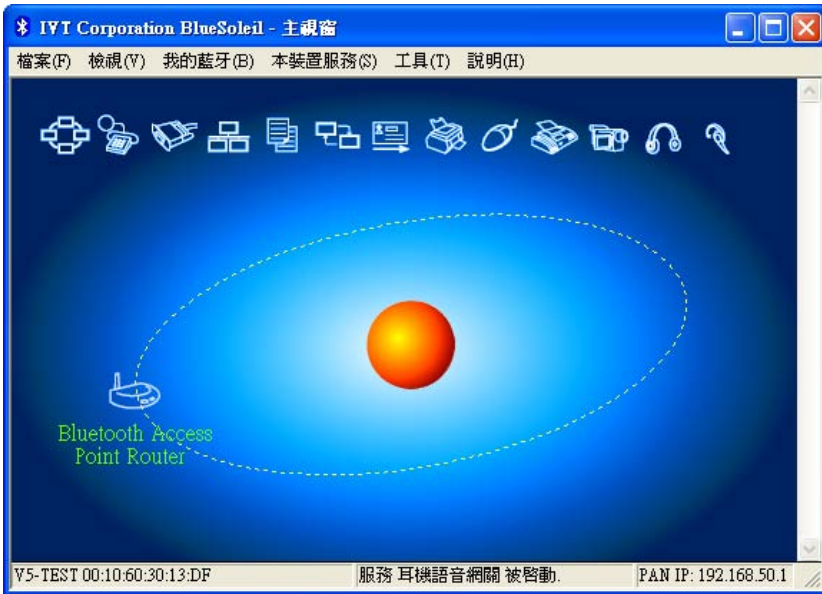 IVT Corporation BlueSoleil - 主視窗
檔案(F) 檢視(V) 我的藍牙(B) 本裝置服務(S) 工具(T) 說明(H)
Bluetooth Access
Point Router
V5-TEST 00:10:60:30:13:DF 服務 耳機語音網關 被啓動. PAN IP: 192.168.50.1